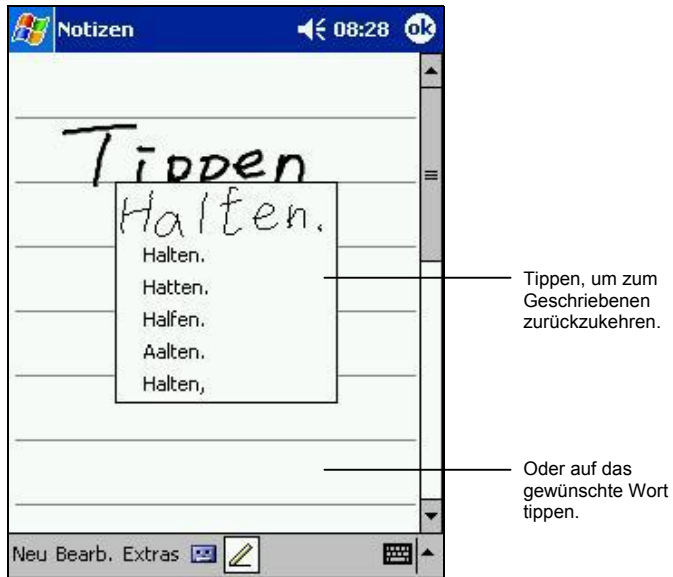 Notizen 08:28 ok
Tippen
Halten.
Halten.
Hatten.
Halfen.
Aalten.
Halten,
Tippen, um zum
Geschriebenen
zurückzukehren.
Oder auf das
gewünschte Wort
tippen.
Neu Bearb. Extras